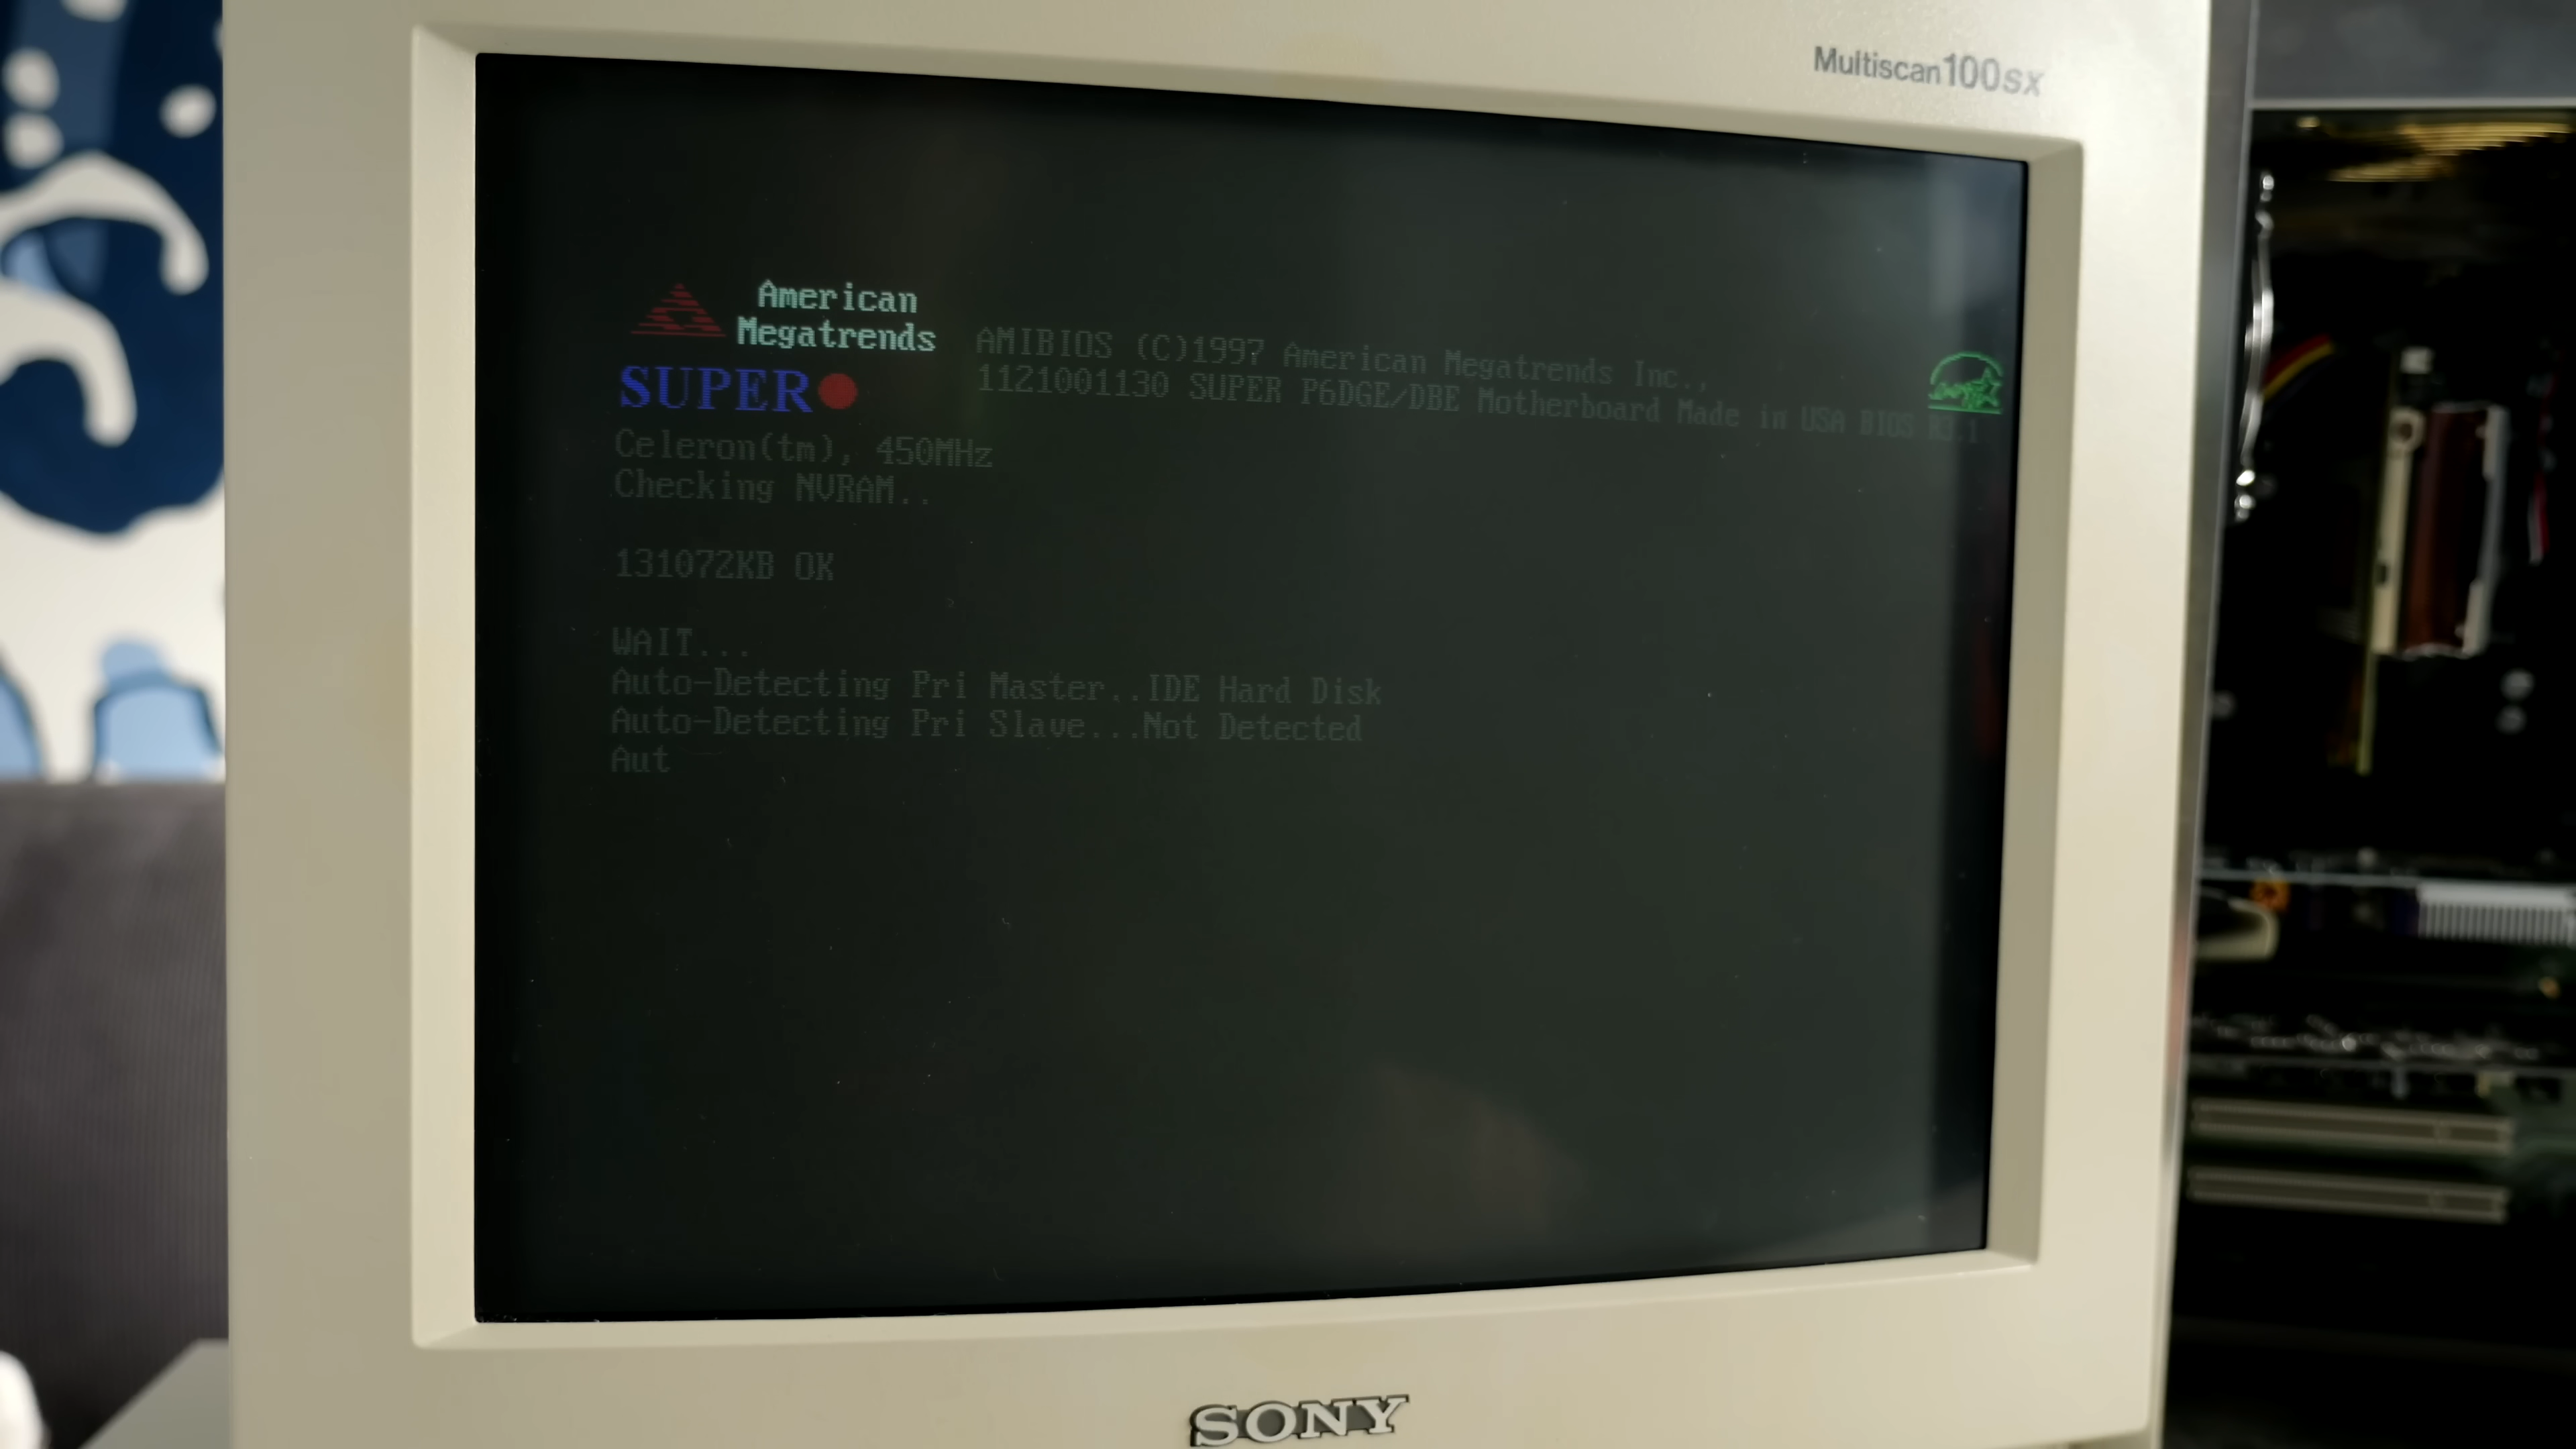 Multiscan100sx
American
Megatrends
AMIBIOS (C)1997 American Megatrends Inc.,
SUPER
1121001130 SUPER P6DGE/DBE Motherboard Made in USA BIOS R3.1
Celeron(tm), 450MHz
Checking NVRAM..
131072KB OK
WAIT...
Auto-Detecting Pri Master..IDE Hard Disk
Auto-Detecting Pri Slave...Not Detected
Aut
SONY